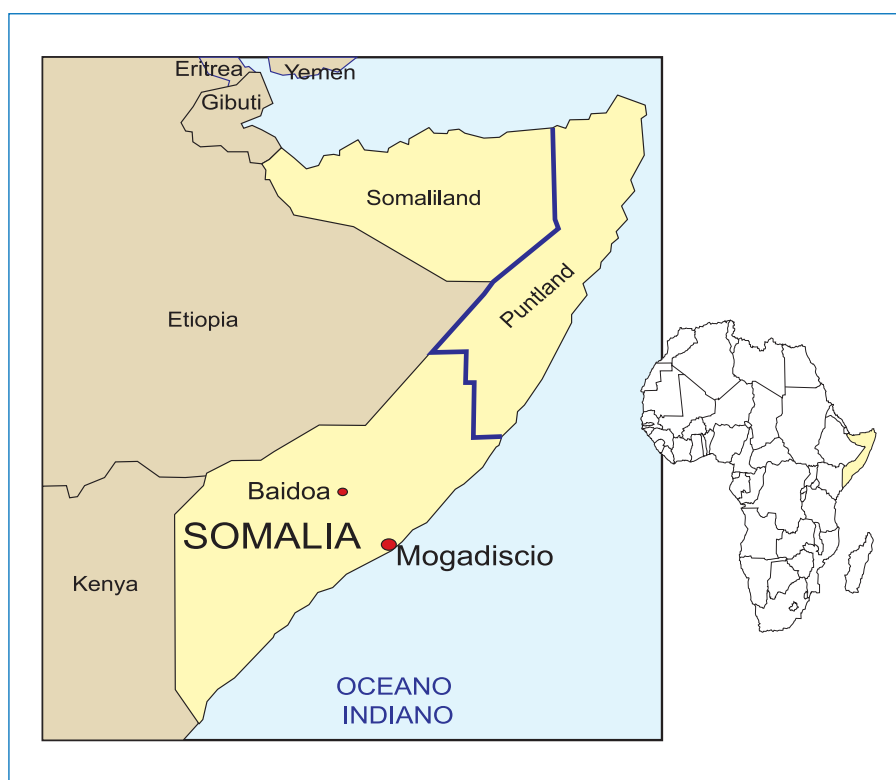 Eritrea
Yemen
Gibuti
Somaliland
Puntland
Etiopia
Baidoa
SOMALIA
Mogadiscio
Kenya
OCEANO
INDIANO